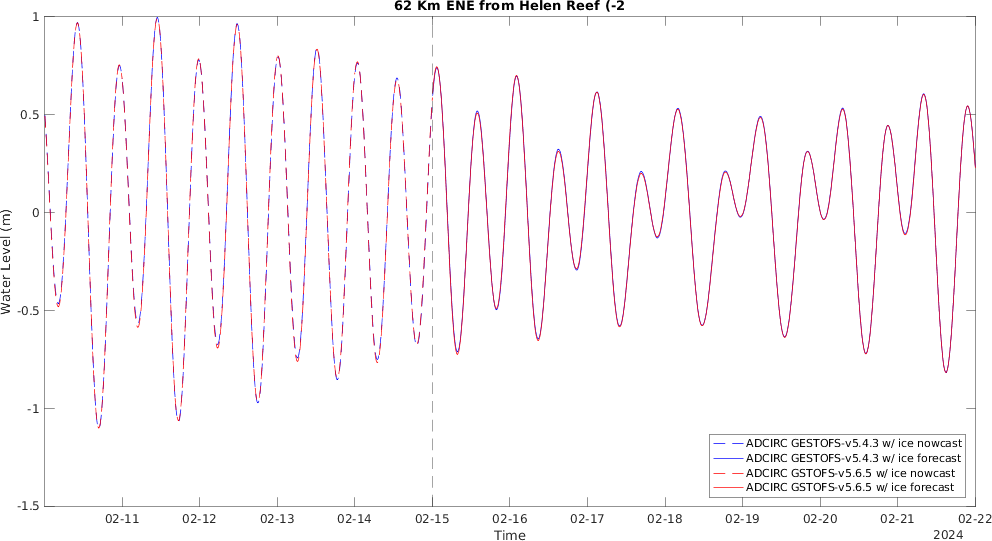 62 Km ENE from Helen Reef (-2
Water Level (m)
1
0.5
0
-0.5
-1
-1.5
02-11
02-12
02-13
02-14
02-15
02-16
02-17
02-18
02-19
02-20
02-21
02-22
Time
2024
ADCIRC GESTOFS-v5.4.3 w/ ice nowcast
ADCIRC GESTOFS-v5.4.3 w/ ice forecast
ADCIRC GSTOFS-v5.6.5 w/ ice nowcast
ADCIRC GSTOFS-v5.6.5 w/ ice forecast